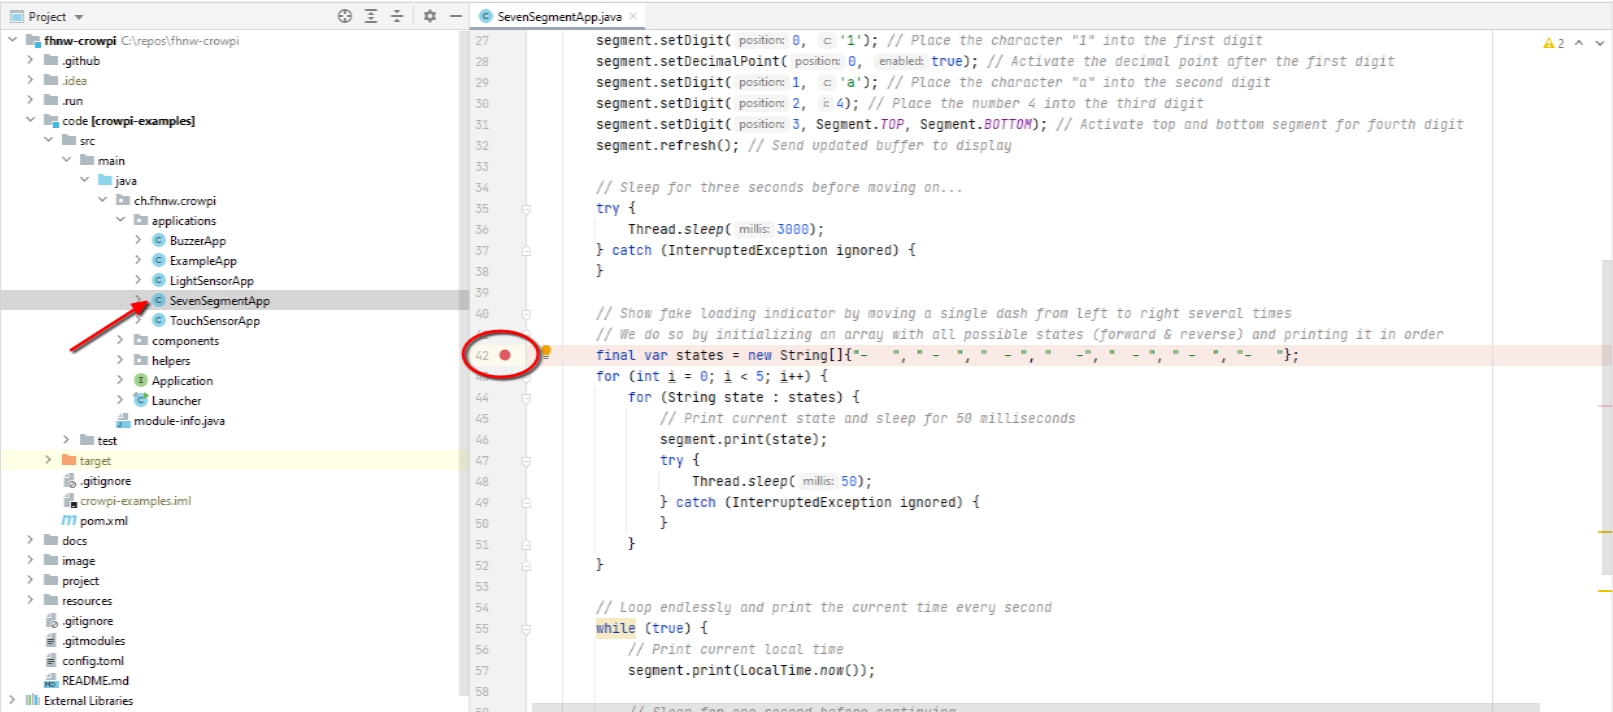 Project
SevenSegmentApp.java
fhnw-crowpi C:\repos\fhnw-crowpi
.github
.idea
.run
code [crowpi-examples]
src
main
java
ch.fhnw.crowpi
applications
BuzzerApp
ExampleApp
LightSensorApp
SevenSegmentApp
TouchSensorApp
components
helpers
Application
Launcher
module-info.java
test
target
.gitignore
crowpi-examples.iml
pom.xml
docs
image
project
resources
.gitignore
.gitmodules
config.toml
README.md
External Libraries
2
27 segment.setDigit( position: 0, c: '1'); // Place the character "1" into the first digit
28 segment.setDecimalPoint( position: 0, enabled: true); // Activate the decimal point after the first digit
29 segment.setDigit( position: 1, c: 'a'); // Place the character "a" into the second digit
30 segment.setDigit( position: 2, i: 4); // Place the number 4 into the third digit
31 segment.setDigit( position: 3, Segment.TOP, Segment.BOTTOM); // Activate top and bottom segment for fourth digit
32 segment.refresh(); // Send updated buffer to display
33
34 // Sleep for three seconds before moving on...
35 try {
36 Thread.sleep( millis: 3000);
37 } catch (InterruptedException ignored) {
38 }
39
40 // Show fake loading indicator by moving a single dash from left to right several times
// We do so by initializing an array with all possible states (forward & reverse) and printing it in order
42 final var states = new String[]{"-   ", " -  ", "  - ", "   -", "  - ", " -  ", "-   "};
for (int i = 0; i < 5; i++) {
44 for (String state : states) {
45 // Print current state and sleep for 50 milliseconds
46 segment.print(state);
47 try {
48 Thread.sleep( millis: 50);
49 } catch (InterruptedException ignored) {
50 }
51 }
52 }
53
54 // Loop endlessly and print the current time every second
55 while (true) {
56 // Print current local time
57 segment.print(LocalTime.now());
58
// Sleep for one second before continuing